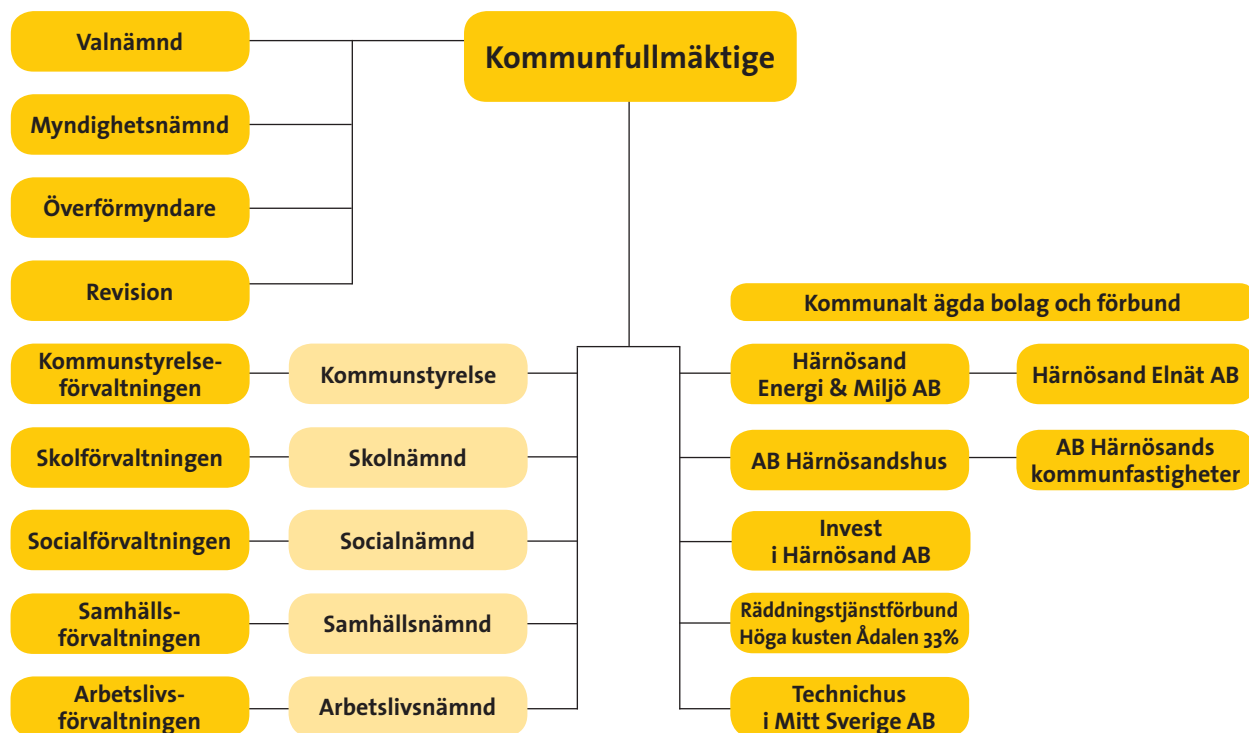 Kommunfullmäktige
Valnämnd
Myndighetsnämnd
Överförmyndare
Revision
Kommunstyrelse-
förvaltningen
Kommunstyrelse
Skolförvaltningen
Skolnämnd
Socialförvaltningen
Socialnämnd
Samhälls-
förvaltningen
Samhällsnämnd
Arbetslivs-
förvaltningen
Arbetslivsnämnd
Kommunalt ägda bolag och förbund
Härnösand
Energi & Miljö AB
Härnösand Elnät AB
AB Härnösandshus
AB Härnösands
kommunfastigheter
Invest
i Härnösand AB
Räddningstjänstförbund
Höga kusten Ådalen 33%
Technichus
i Mitt Sverige AB